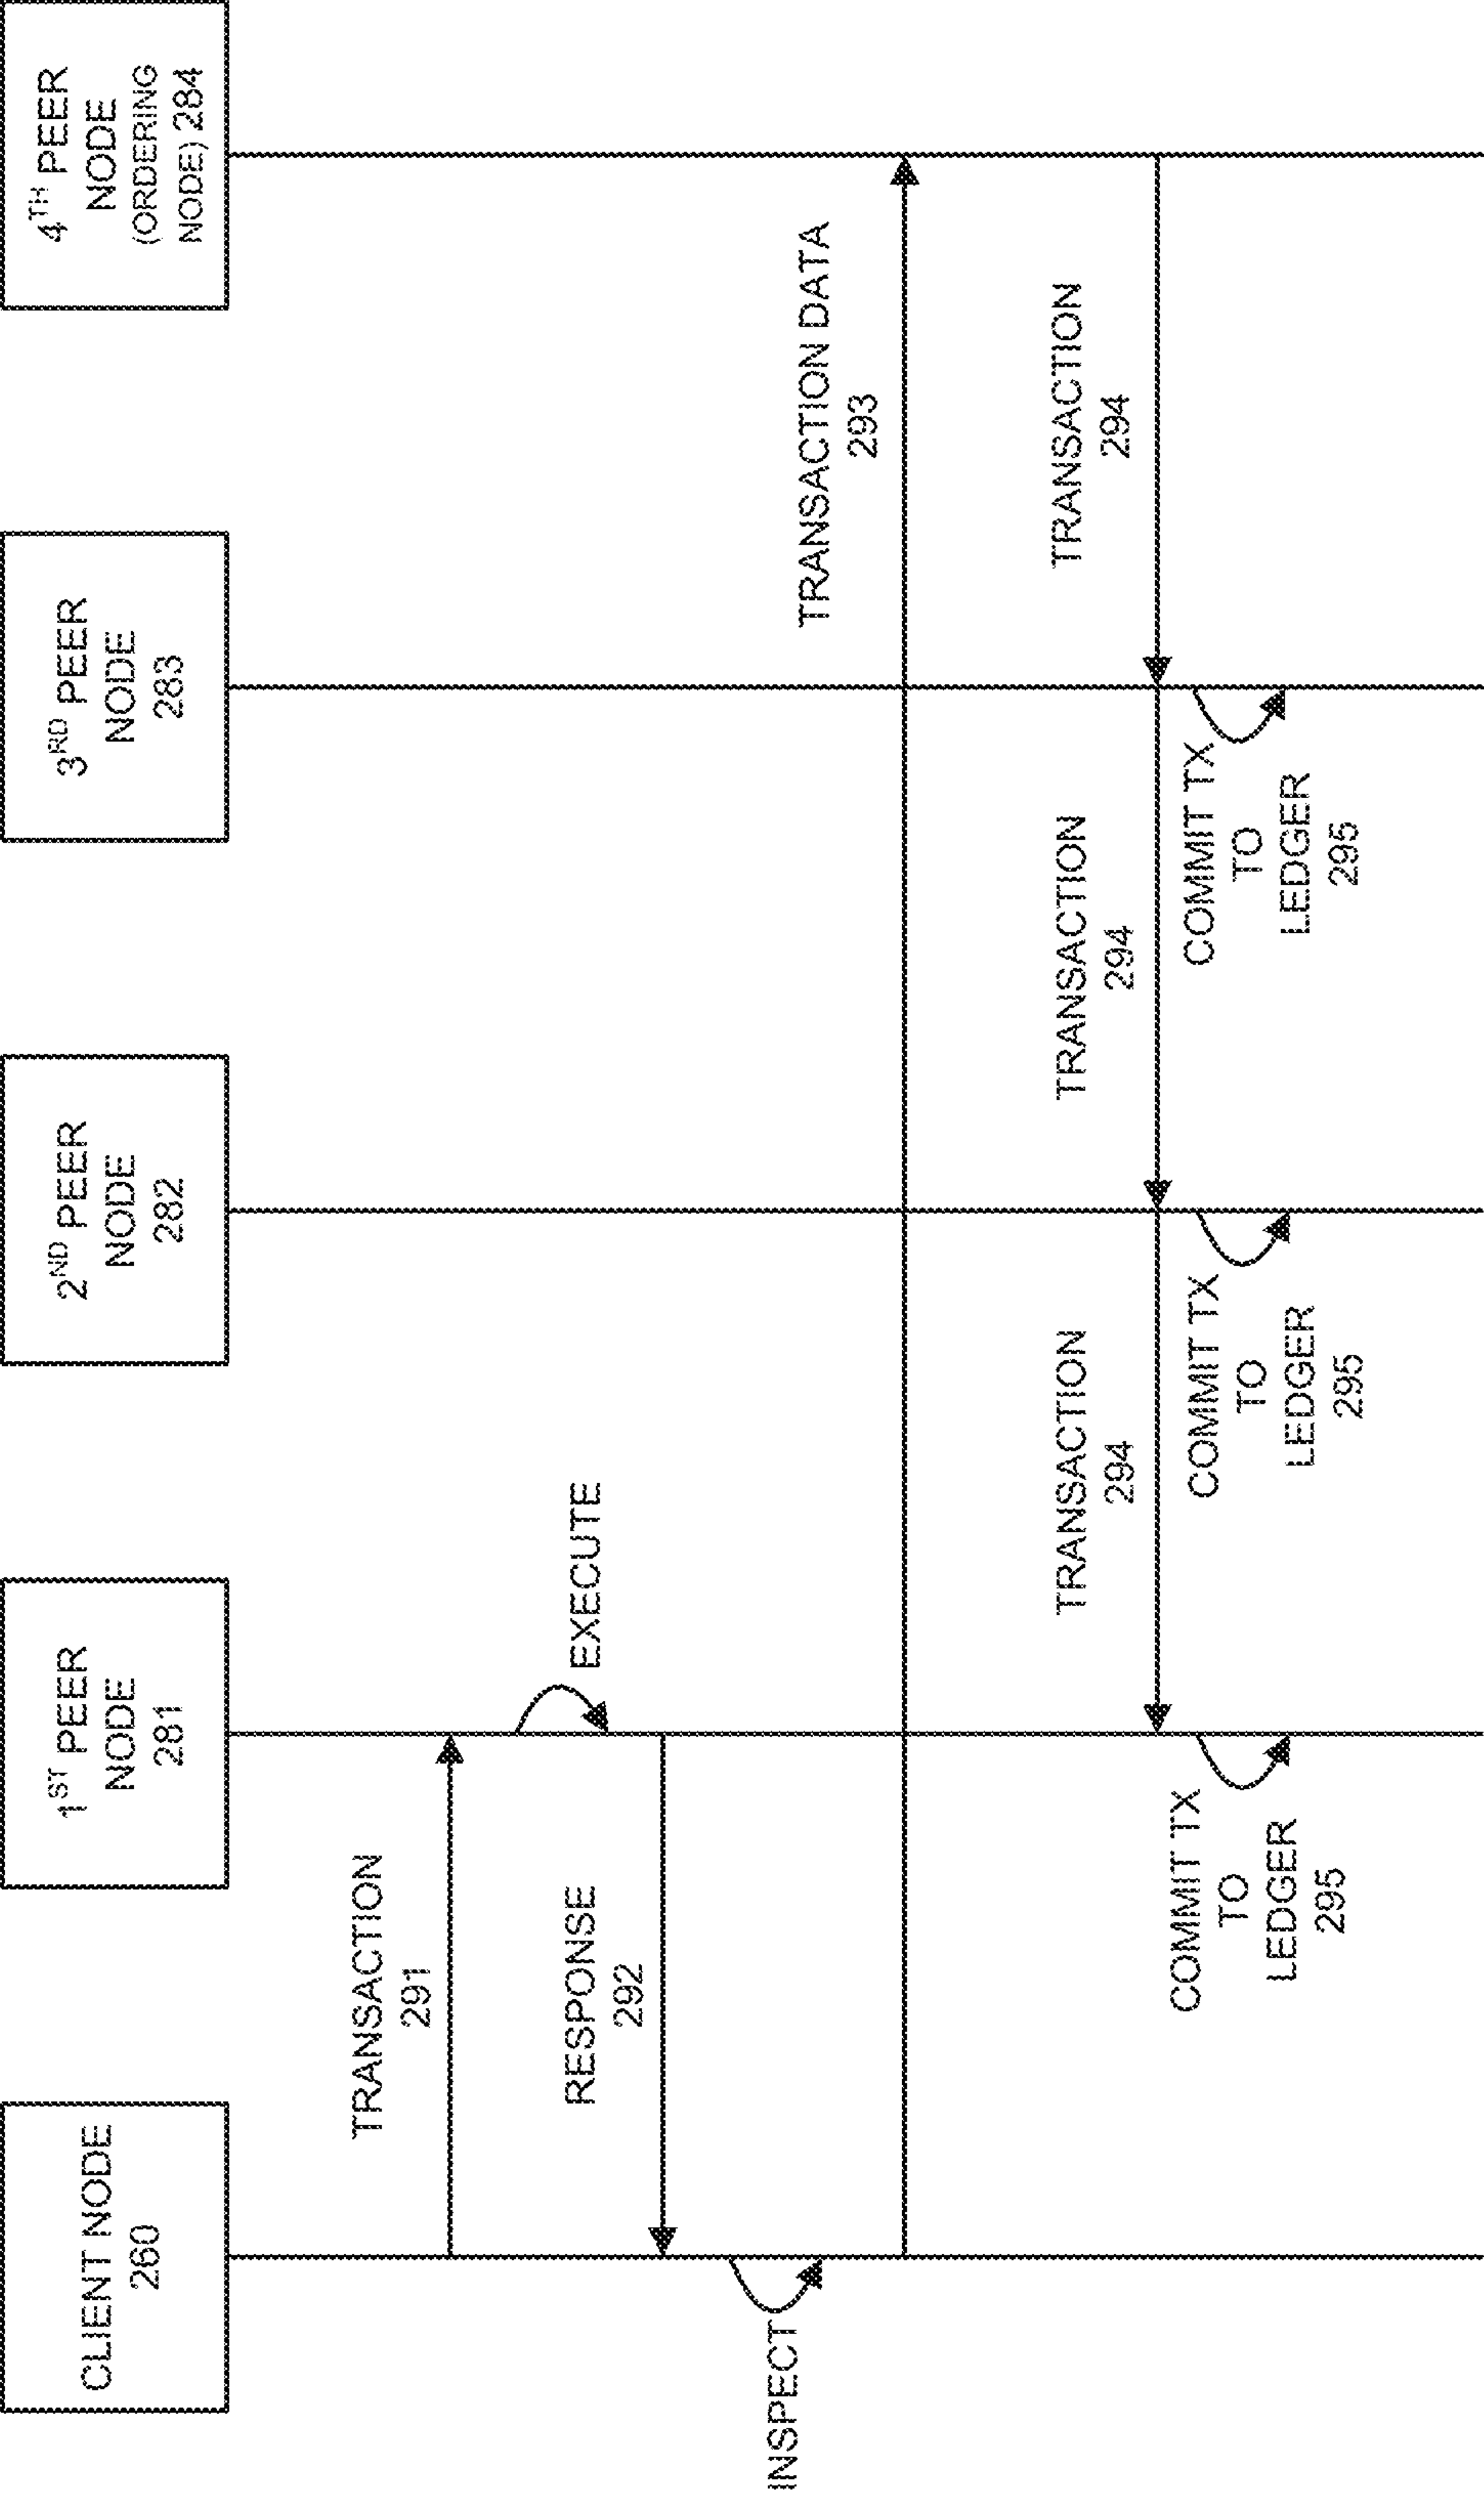 CLIENT NODE
260
1ST PEER
NODE
281
2ND PEER
NODE
282
3RD PEER
NODE
283
4TH PEER
NODE
(ORDERING
NODE) 284
TRANSACTION
291
EXECUTE
RESPONSE
292
INSPECT
TRANSACTION DATA
293
TRANSACTION
294
TRANSACTION
294
TRANSACTION
294
COMMIT TX
TO
LEDGER
295
COMMIT TX
TO
LEDGER
295
COMMIT TX
TO
LEDGER
295